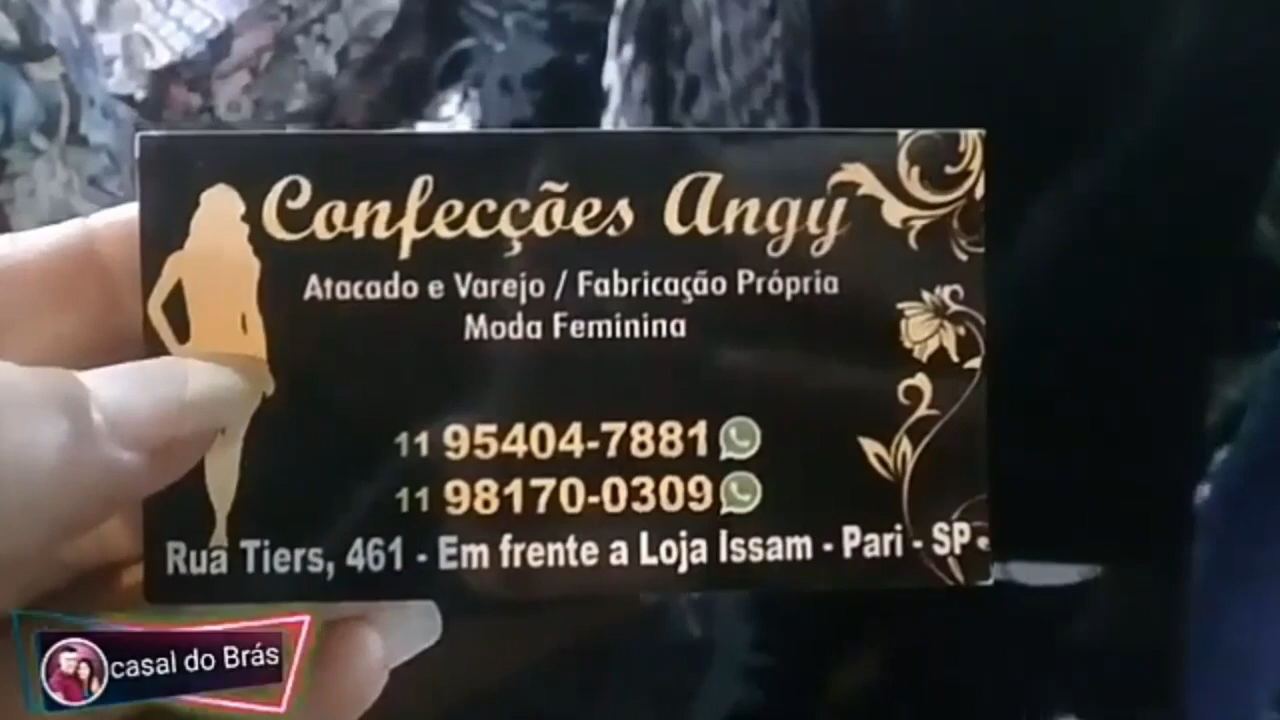 Confecções Angy
Atacado e Varejo / Fabricação Própria
Moda Feminina
11 95404-7881
11 98170-0309
Rua Tiers, 461 - Em frente a Loja Issam - Pari - SP
casal do Brás